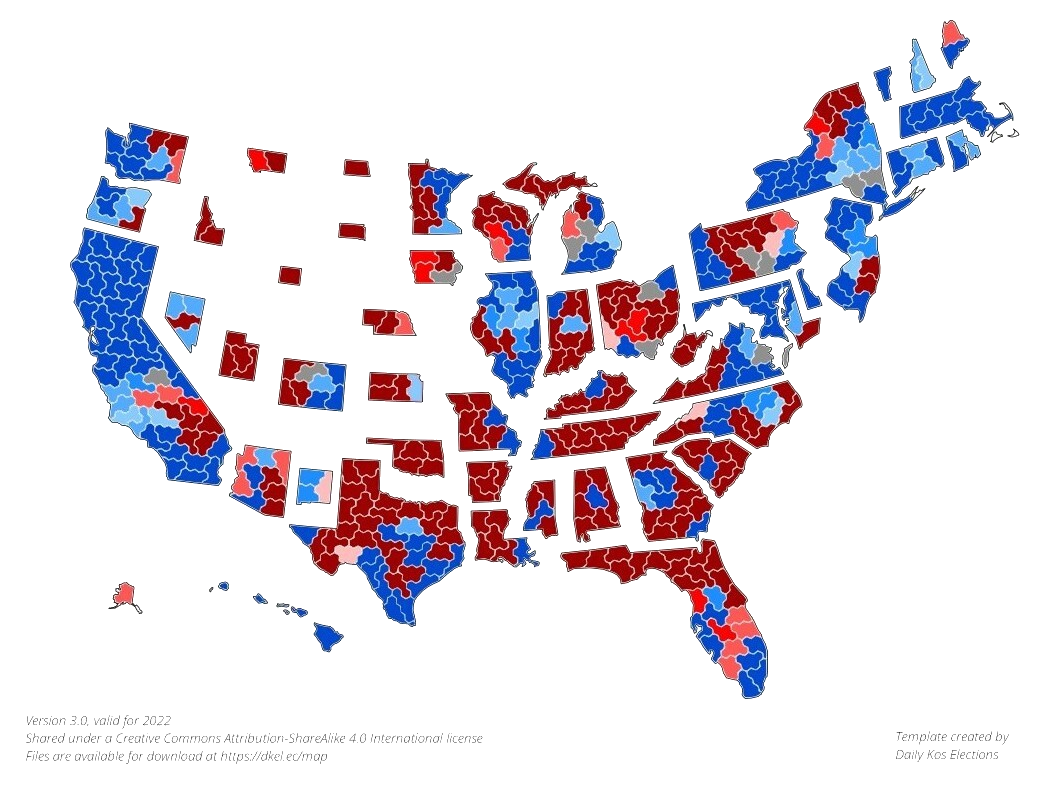 Version 3.0, valid for 2022
Shared under a Creative Commons Attribution-ShareAlike 4.0 International license
Files are available for download at https://dkel.ec/map
Template created by
Daily Kos Elections